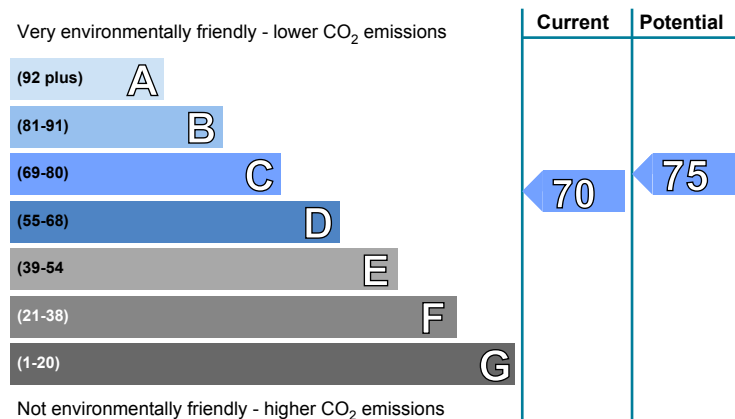 Very environmentally friendly - lower CO2 emissions
Current
Potential
(92 plus) A
(81-91) B
(69-80) C
(55-68) D
(39-54 E
(21-38) F
(1-20) G
70
75
Not environmentally friendly - higher CO2 emissions